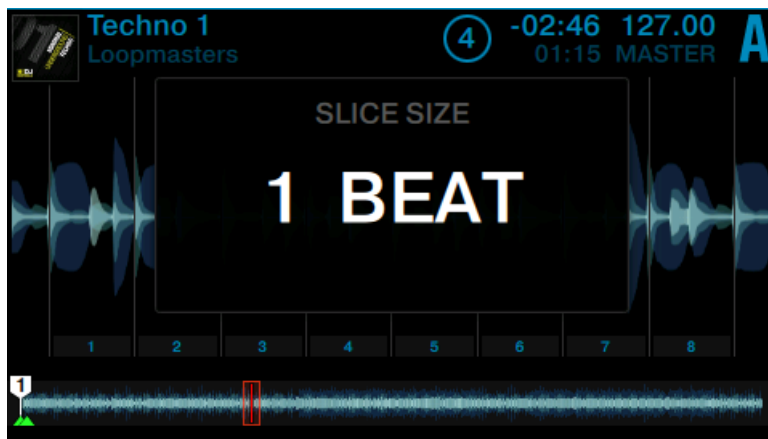 Techno 1
Loopmasters
4
-02:46 127.00
01:15 MASTER
A
SLICE SIZE
1 BEAT
1 2 3 4 5 6 7 8
1